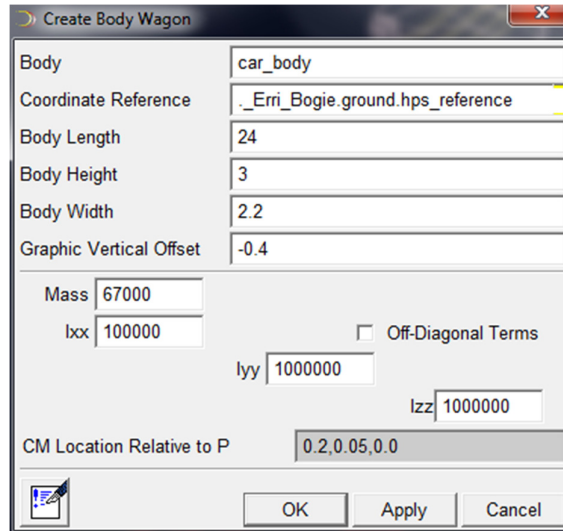 Create Body Wagon
Body car_body
Coordinate Reference ._Erri_Bogie.ground.hps_reference
Body Length 24
Body Height 3
Body Width 2.2
Graphic Vertical Offset -0.4
Mass 67000
Ixx 100000 Off-Diagonal Terms
Iyy 1000000
Izz 1000000
CM Location Relative to P 0.2,0.05,0.0
OK Apply Cancel